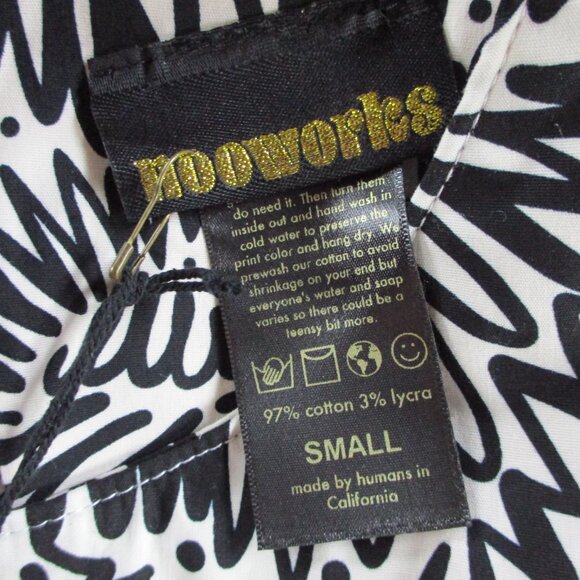 nooworks
do need it. Then turn them
inside out and hand wash in
cold water to preserve the
print color and hang dry. We
prewash our cotton to avoid
shrinkage on your end but
everyone's water and soap
varies so there could be a
teensy bit more.
97% cotton 3% lycra
SMALL
made by humans in
California